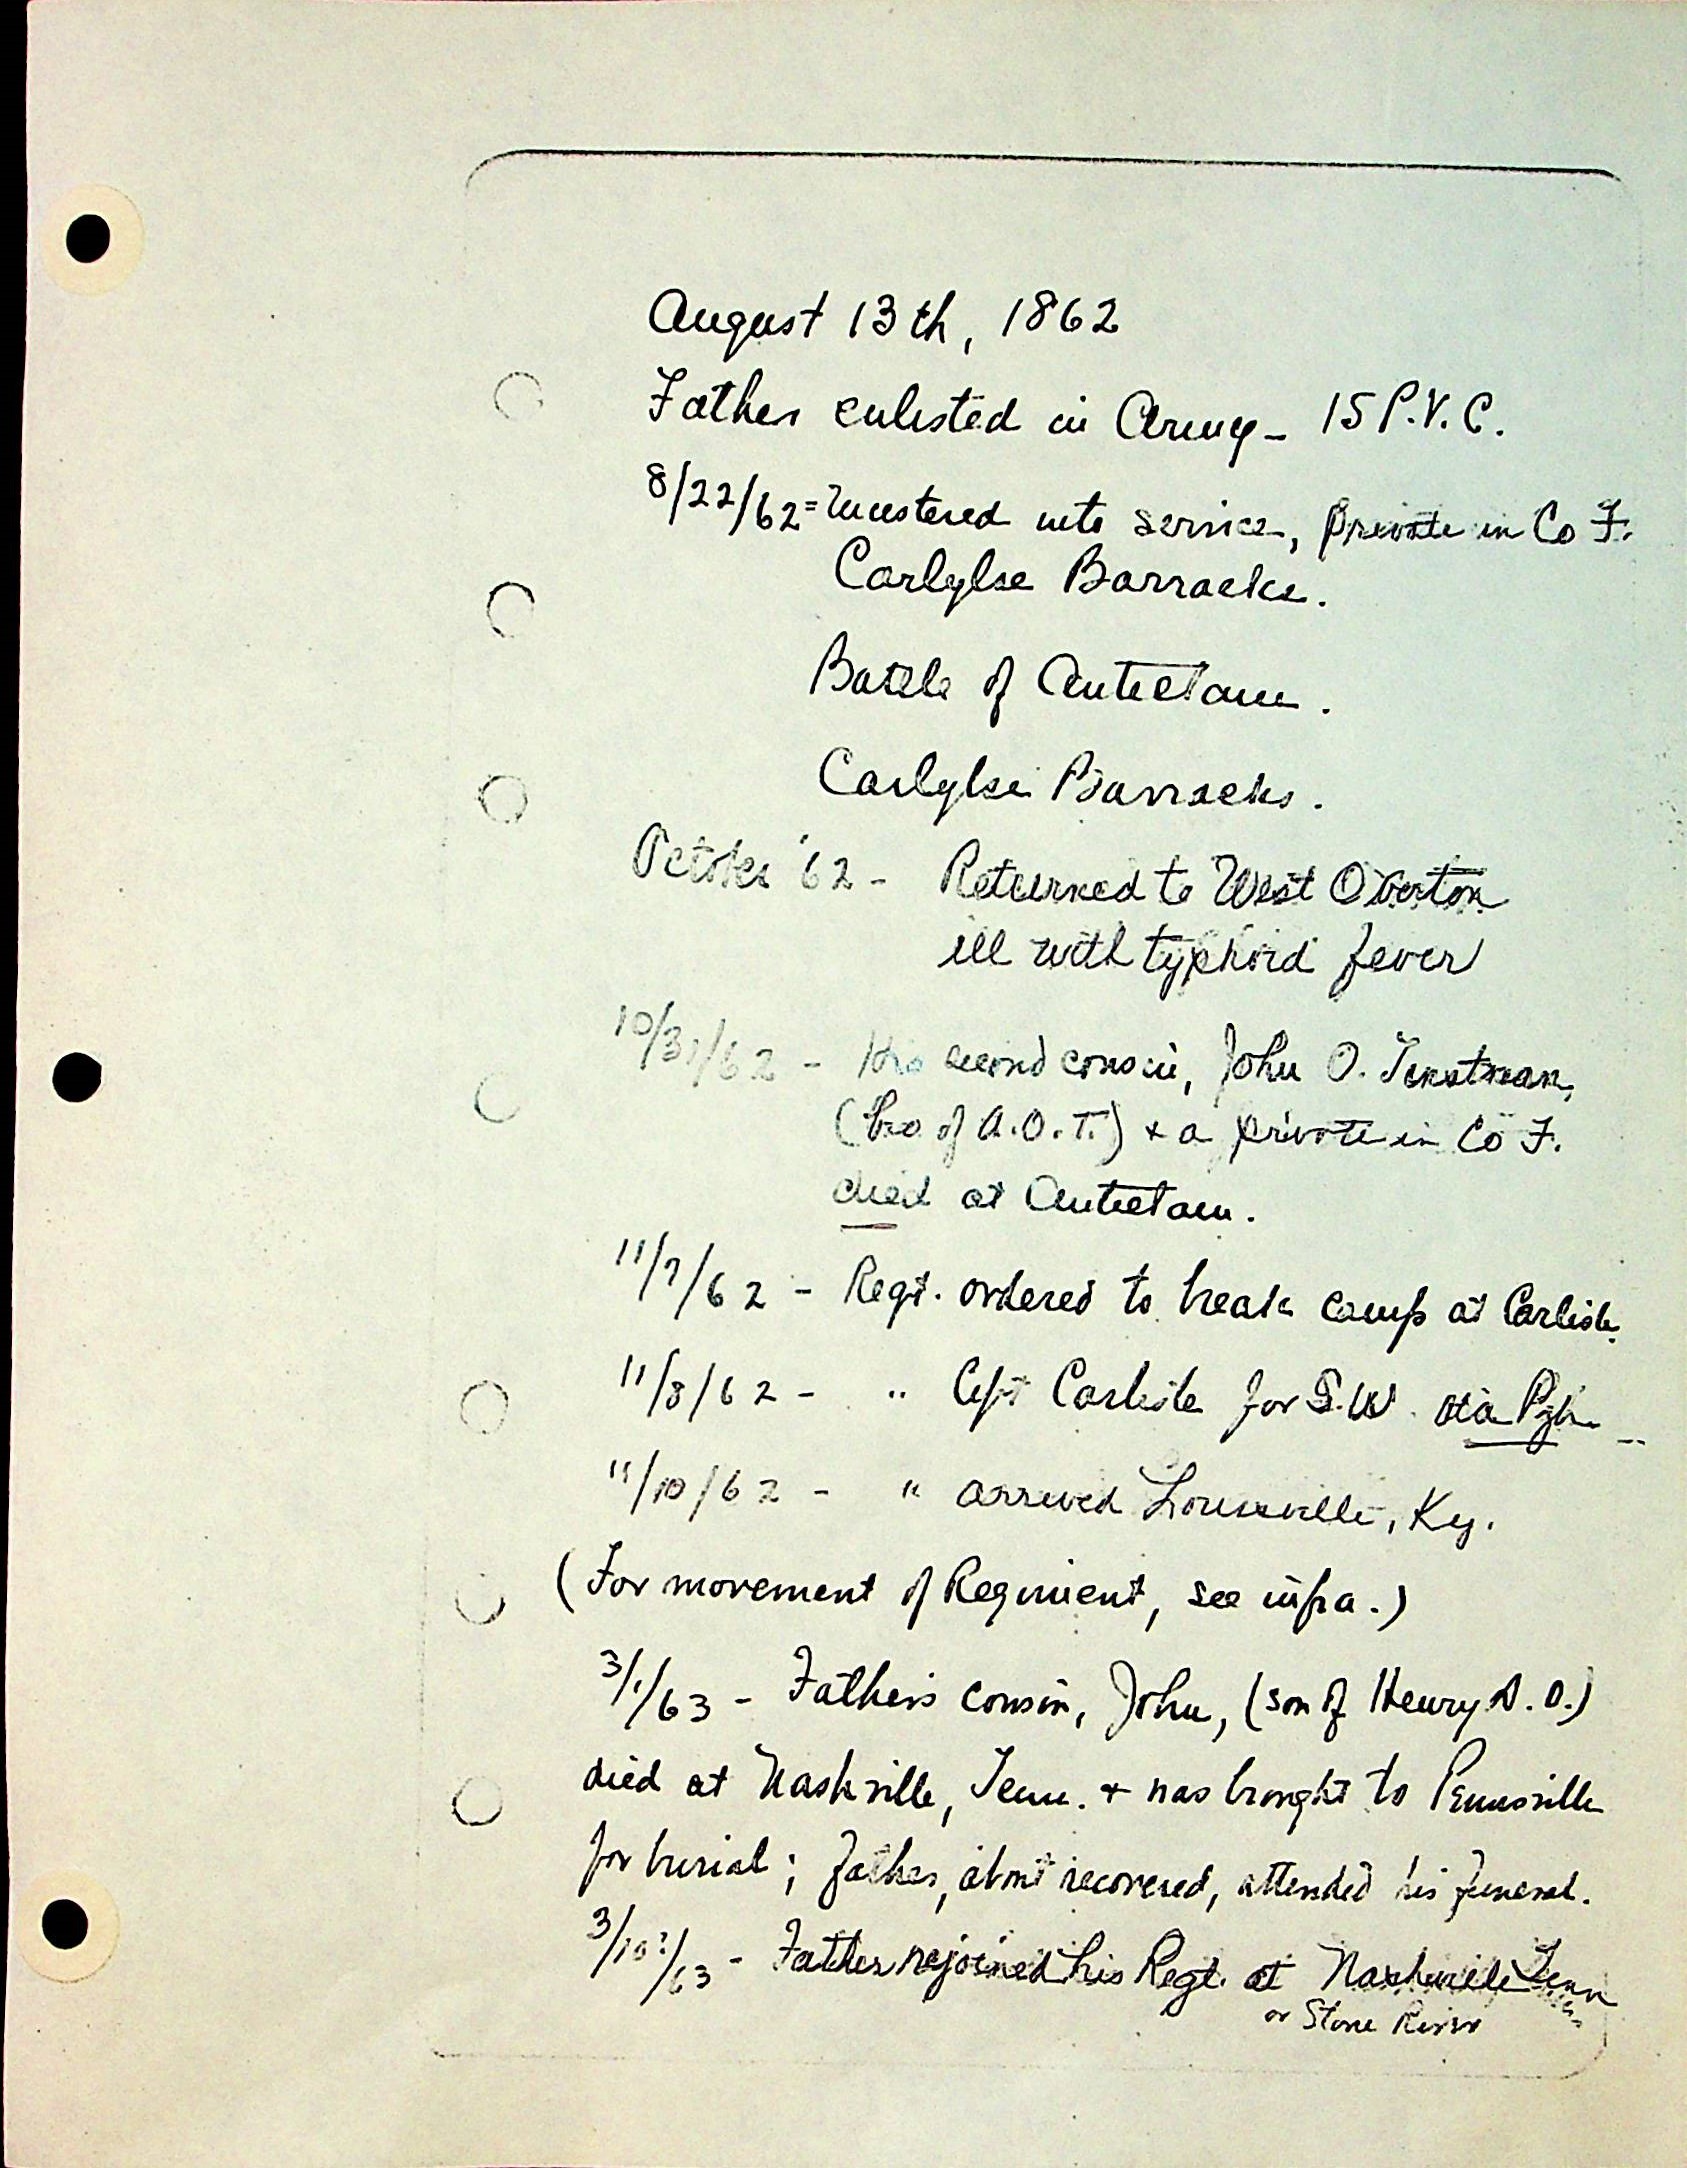 August 13th, 1862
Father enlisted in Army - 15 P.V.C.
8/22/62 = Mustered into service, private in Co F.
Carlylse Barracks.
Battle of Antietam.
Carlylse Barracks.
October '62 - Returned to West Overton
ill with typhoid fever
10/31/62 - His second cousin, John O. Tinstman,
(bro of A.O.T.) + a private in Co F.
died at Antietam.
11/7/62 - Regt. ordered to break camp at Carlisle.
11/8/62 - " left Carlisle for S.W. via Pgh --
11/10/62 - " arrived Louisville, Ky.
(For movement of Regiment, see infra.)
3/1/63 - Father's cousin, John, (son of Henry D. O.)
died at Nashville, Tenn. + was brought to Pennsville
for burial; father, about recovered, attended his funeral.
3/10?/63 - Father rejoined his Regt. at Nashville Tenn
or Stone River